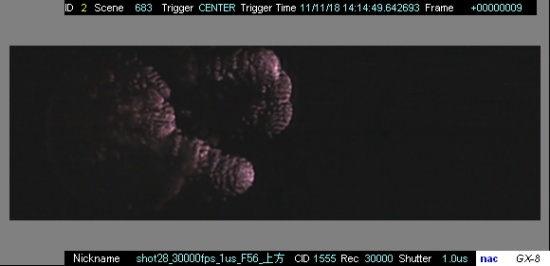 ID 2 Scene 683 Trigger CENTER Trigger Time 11/11/18 14:14:49.642693 Frame +00000009
Nickname shot28_30000fps_1us_F56_上方 CID 1555 Rec 30000 Shutter 1.0us nac GX-8